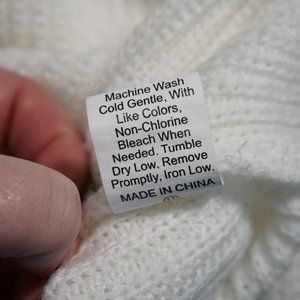 Machine Wash
Cold Gentle, With
Like Colors,
Non-Chlorine
Bleach When
Needed. Tumble
Dry Low, Remove
Promptly, Iron Low.
MADE IN CHINA